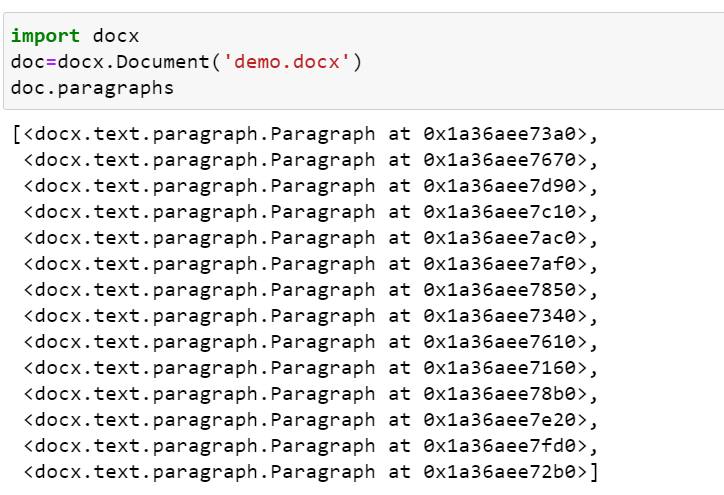 import docx
doc=docx.Document('demo.docx')
doc.paragraphs
[<docx.text.paragraph.Paragraph at 0x1a36aee73a0>,
<docx.text.paragraph.Paragraph at 0x1a36aee7670>,
<docx.text.paragraph.Paragraph at 0x1a36aee7d90>,
<docx.text.paragraph.Paragraph at 0x1a36aee7c10>,
<docx.text.paragraph.Paragraph at 0x1a36aee7ac0>,
<docx.text.paragraph.Paragraph at 0x1a36aee7af0>,
<docx.text.paragraph.Paragraph at 0x1a36aee7850>,
<docx.text.paragraph.Paragraph at 0x1a36aee7340>,
<docx.text.paragraph.Paragraph at 0x1a36aee7610>,
<docx.text.paragraph.Paragraph at 0x1a36aee7160>,
<docx.text.paragraph.Paragraph at 0x1a36aee78b0>,
<docx.text.paragraph.Paragraph at 0x1a36aee7e20>,
<docx.text.paragraph.Paragraph at 0x1a36aee7fd0>,
<docx.text.paragraph.Paragraph at 0x1a36aee72b0>]